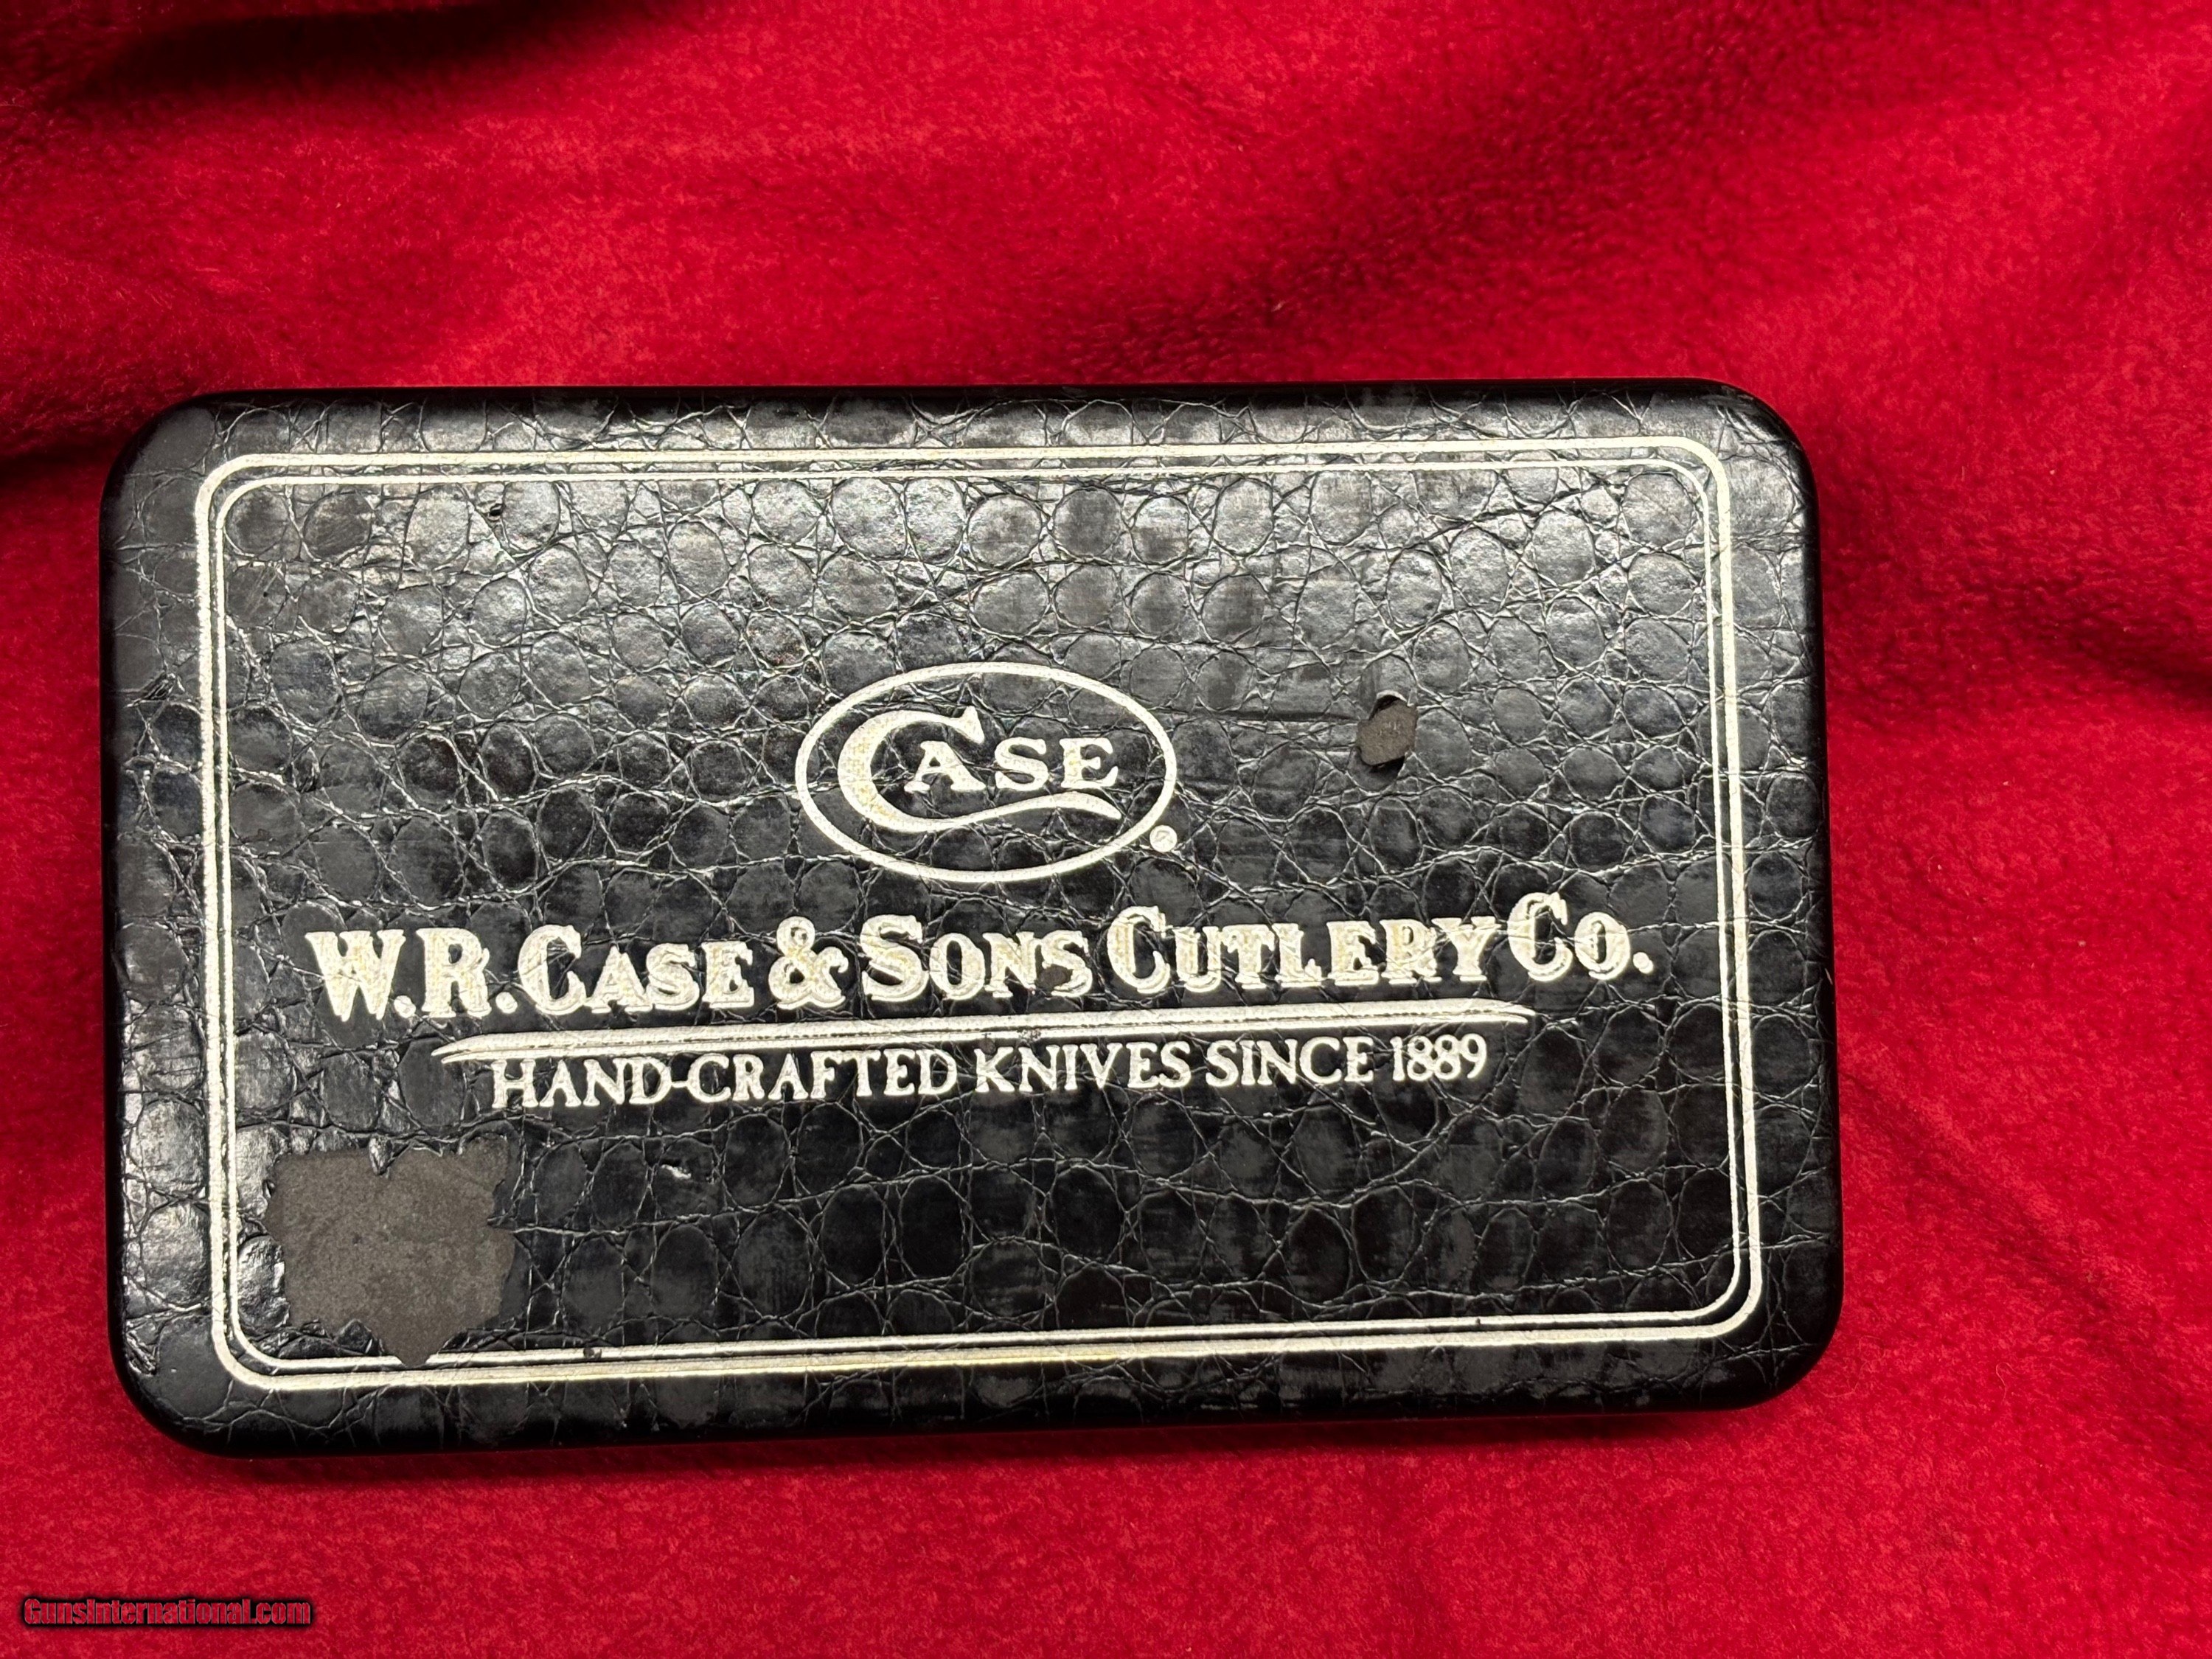 CASE ®
W.R. CASE & SONS CUTLERY CO.
HAND-CRAFTED KNIVES SINCE 1889
GunsInternational.com